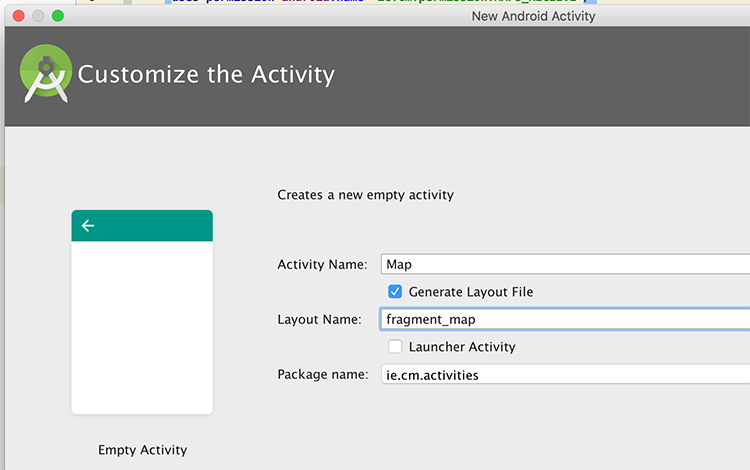 New Android Activity
Customize the Activity
Creates a new empty activity
Activity Name: Map
Generate Layout File
Layout Name: fragment_map
Launcher Activity
Package name: ie.cm.activities
Empty Activity